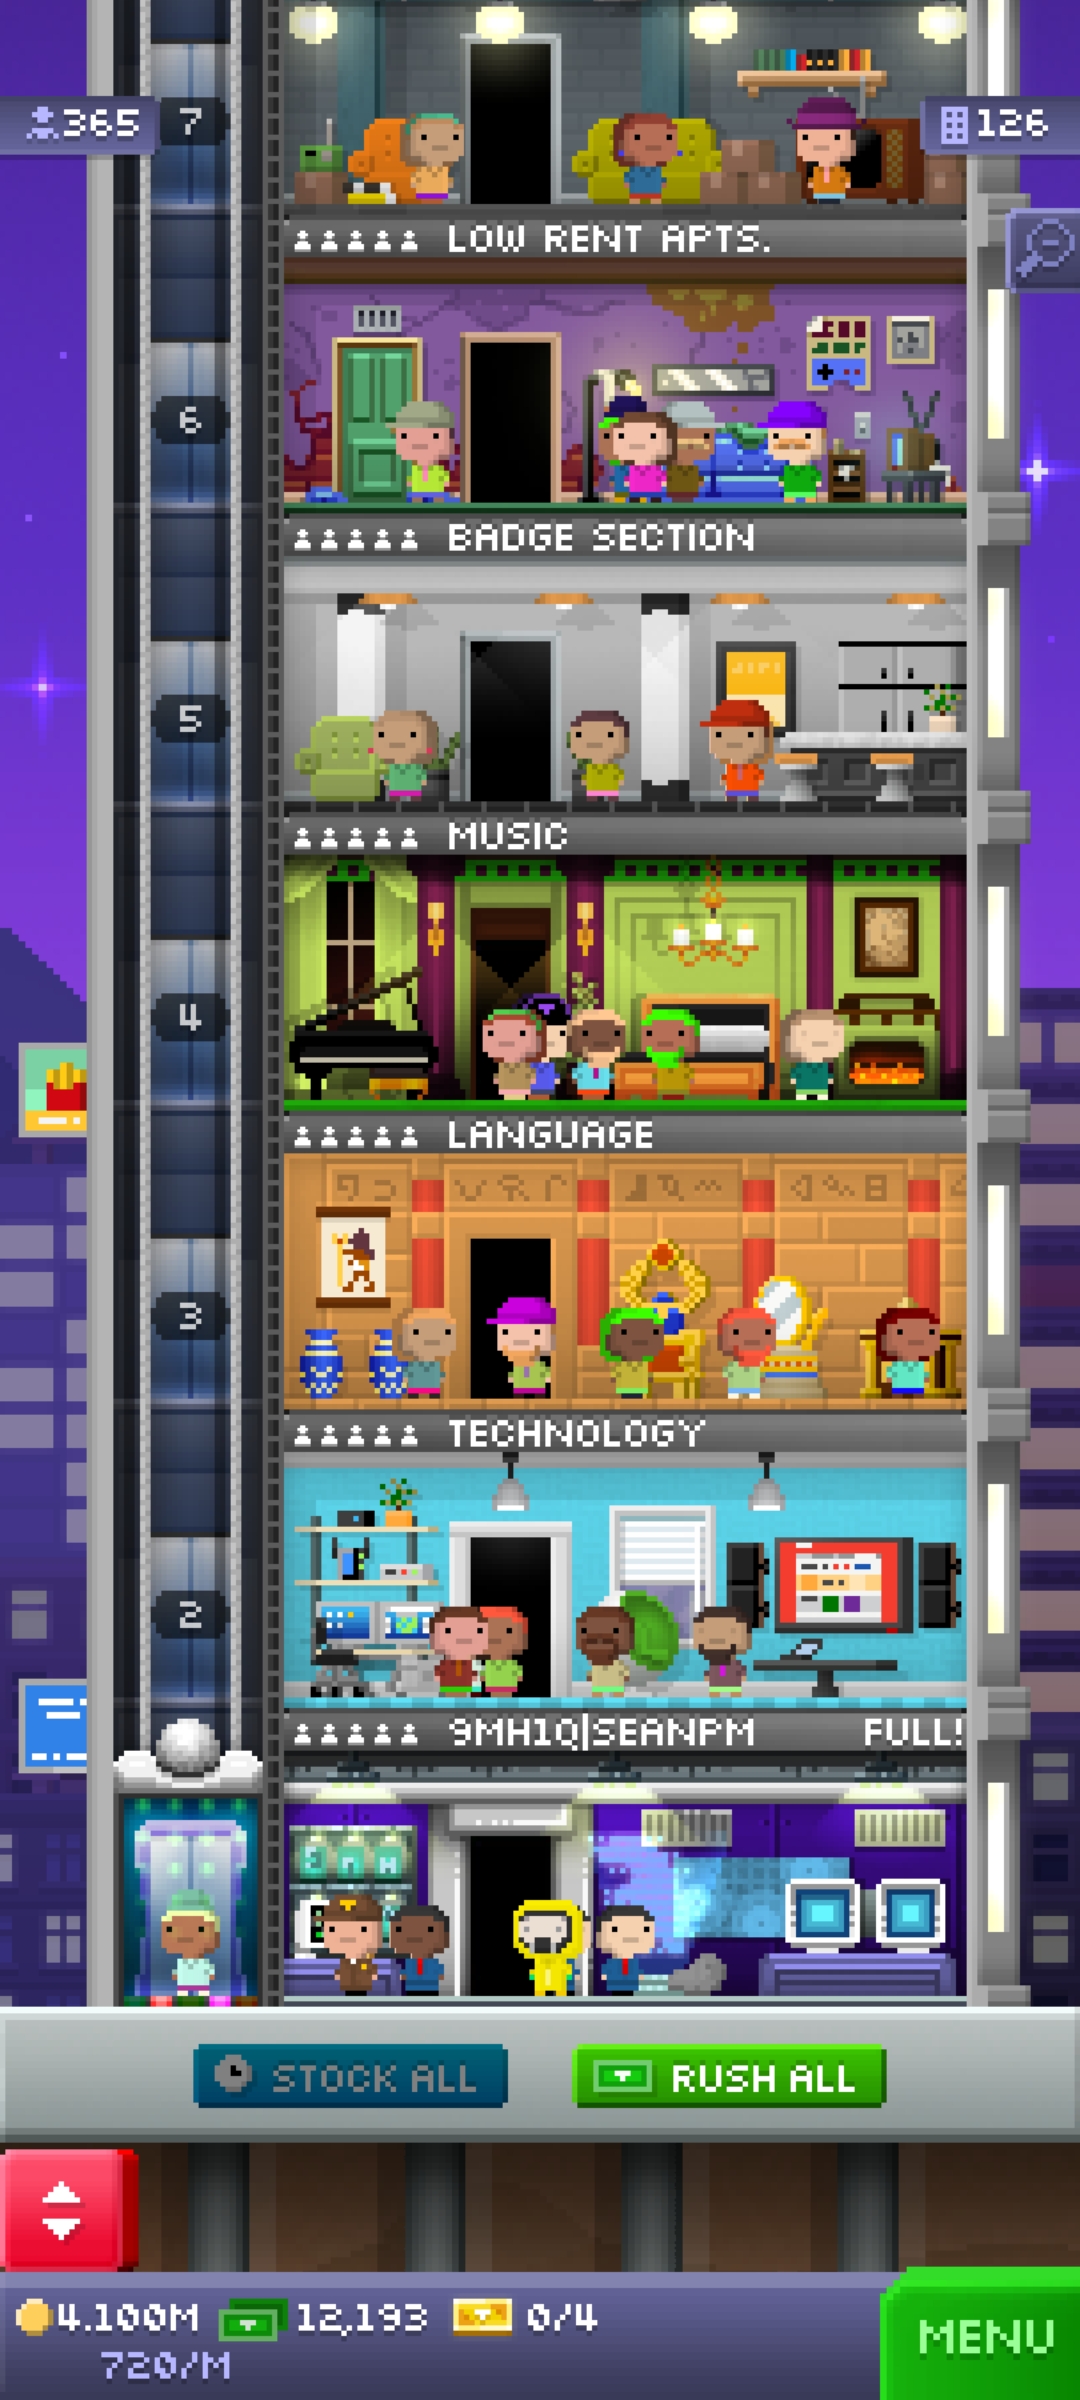 365
7
126
LOW RENT APTS.
6
BADGE SECTION
5
MUSIC
4
LANGUAGE
3
TECHNOLOGY
2
9MH1Q|SEANPM FULL!
STOCK ALL
RUSH ALL
4.100M
12,193
0/4
720/M
MENU